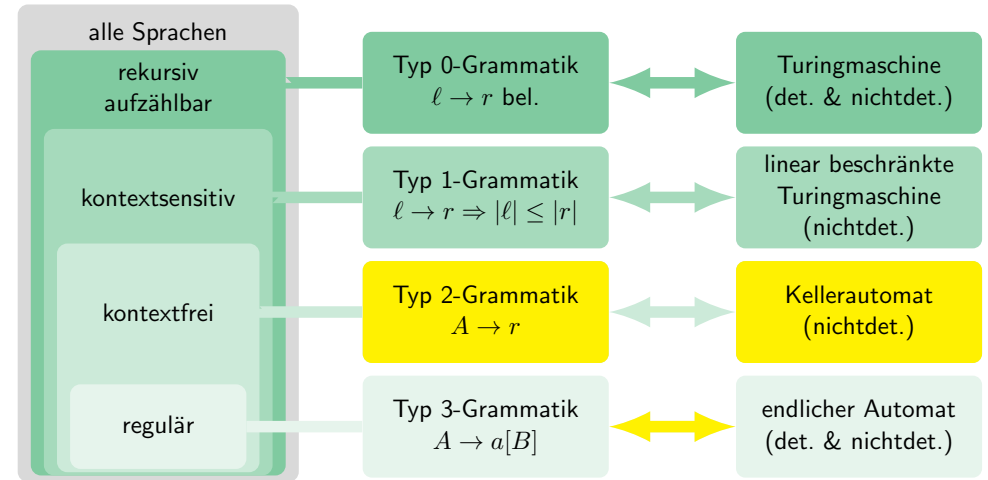 alle Sprachen
rekursiv
aufzählbar
kontextsensitiv
kontextfrei
regulär
Typ 0-Grammatik
ℓ → r bel.
Turingmaschine
(det. & nichtdet.)
Typ 1-Grammatik
ℓ → r ⇒ |ℓ| ≤ |r|
linear beschränkte
Turingmaschine
(nichtdet.)
Typ 2-Grammatik
A → r
Kellerautomat
(nichtdet.)
Typ 3-Grammatik
A → a[B]
endlicher Automat
(det. & nichtdet.)